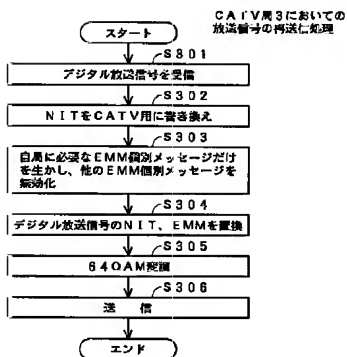 CATV局3においての
放送信号の再送信処理
スタート
S301
デジタル放送信号を受信
S302
NITをCATV用に書き換え
S303
自局に必要なEMM個別メッセージだけ
を生かし、他のEMM個別メッセージを
無効化
S304
デジタル放送信号のNIT、EMMを置換
S305
64QAM変調
S306
送 信
エンド